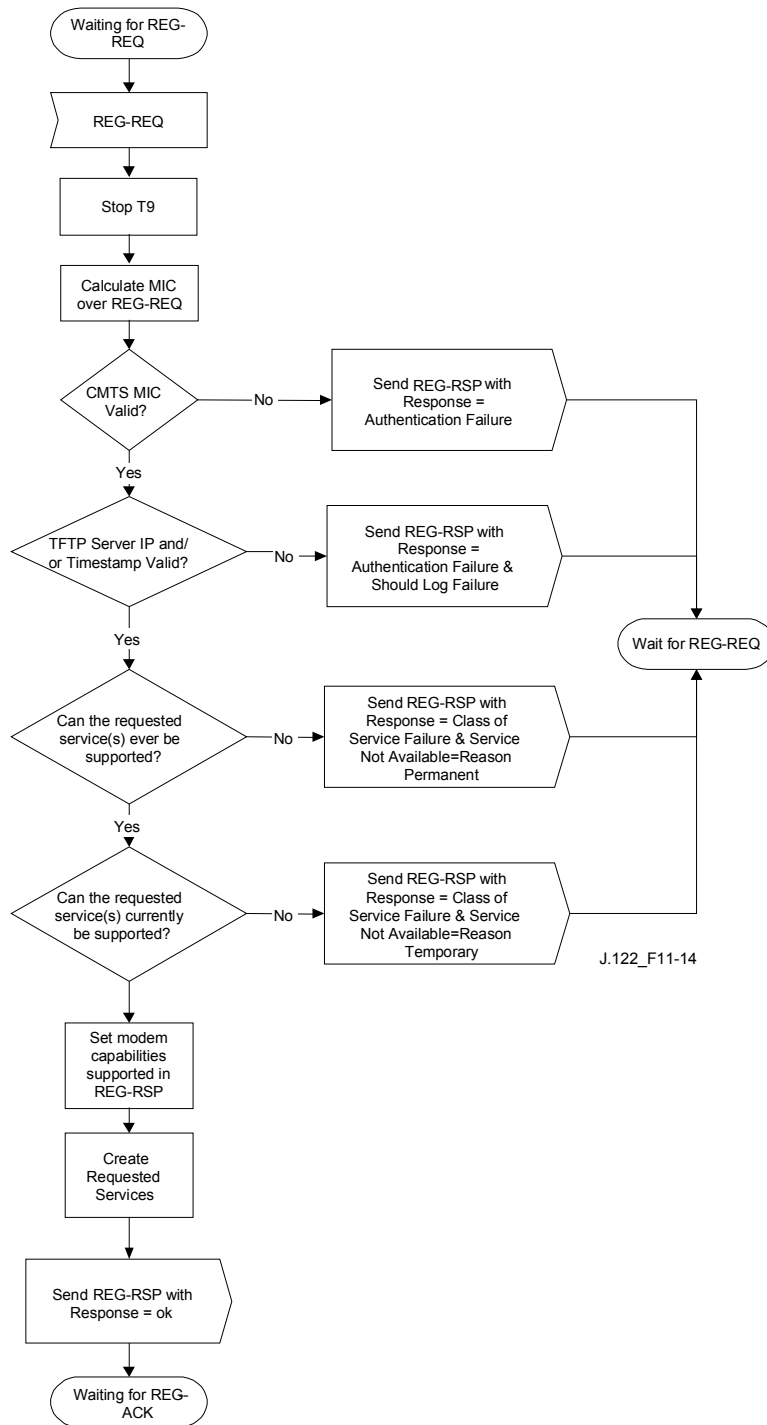 Waiting for REG-
REQ
REG-REQ
Stop T9
Calculate MIC
over REG-REQ
CMTS MIC
Valid?
No
Send REG-RSP with
Response =
Authentication Failure
Yes
TFTP Server IP and/
or Timestamp Valid?
No
Send REG-RSP with
Response =
Authentication Failure &
Should Log Failure
Wait for REG-REQ
Yes
Can the requested
service(s) ever be
supported?
No
Send REG-RSP with
Response = Class of
Service Failure & Service
Not Available=Reason
Permanent
Yes
Can the requested
service(s) currently
be supported?
No
Send REG-RSP with
Response = Class of
Service Failure & Service
Not Available=Reason
Temporary
J.122_F11-14
Set modem
capabilities
supported in
REG-RSP
Create
Requested
Services
Send REG-RSP with
Response = ok
Waiting for REG-
ACK